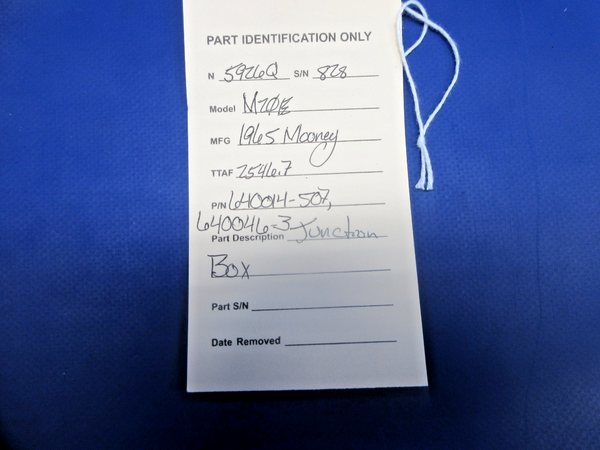 PART IDENTIFICATION ONLY
N 5926Q S/N 828
Model M20E
MFG 1965 Mooney
TTAF 2546.7
P/N 640014-507,
640046-3
Part Description Junction
Box
Part S/N
Date Removed